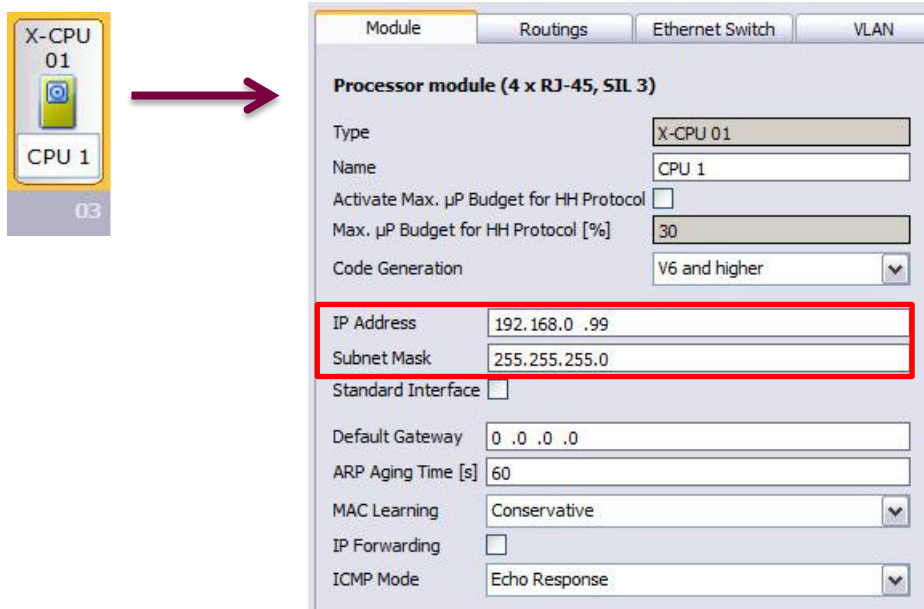 X-CPU
01
CPU 1
03
Module Routings Ethernet Switch VLAN
Processor module (4 x RJ-45, SIL 3)
Type X-CPU 01
Name CPU 1
Activate Max. µP Budget for HH Protocol
Max. µP Budget for HH Protocol [%] 30
Code Generation V6 and higher
IP Address 192.168.0 .99
Subnet Mask 255.255.255.0
Standard Interface
Default Gateway 0 .0 .0 .0
ARP Aging Time [s] 60
MAC Learning Conservative
IP Forwarding
ICMP Mode Echo Response